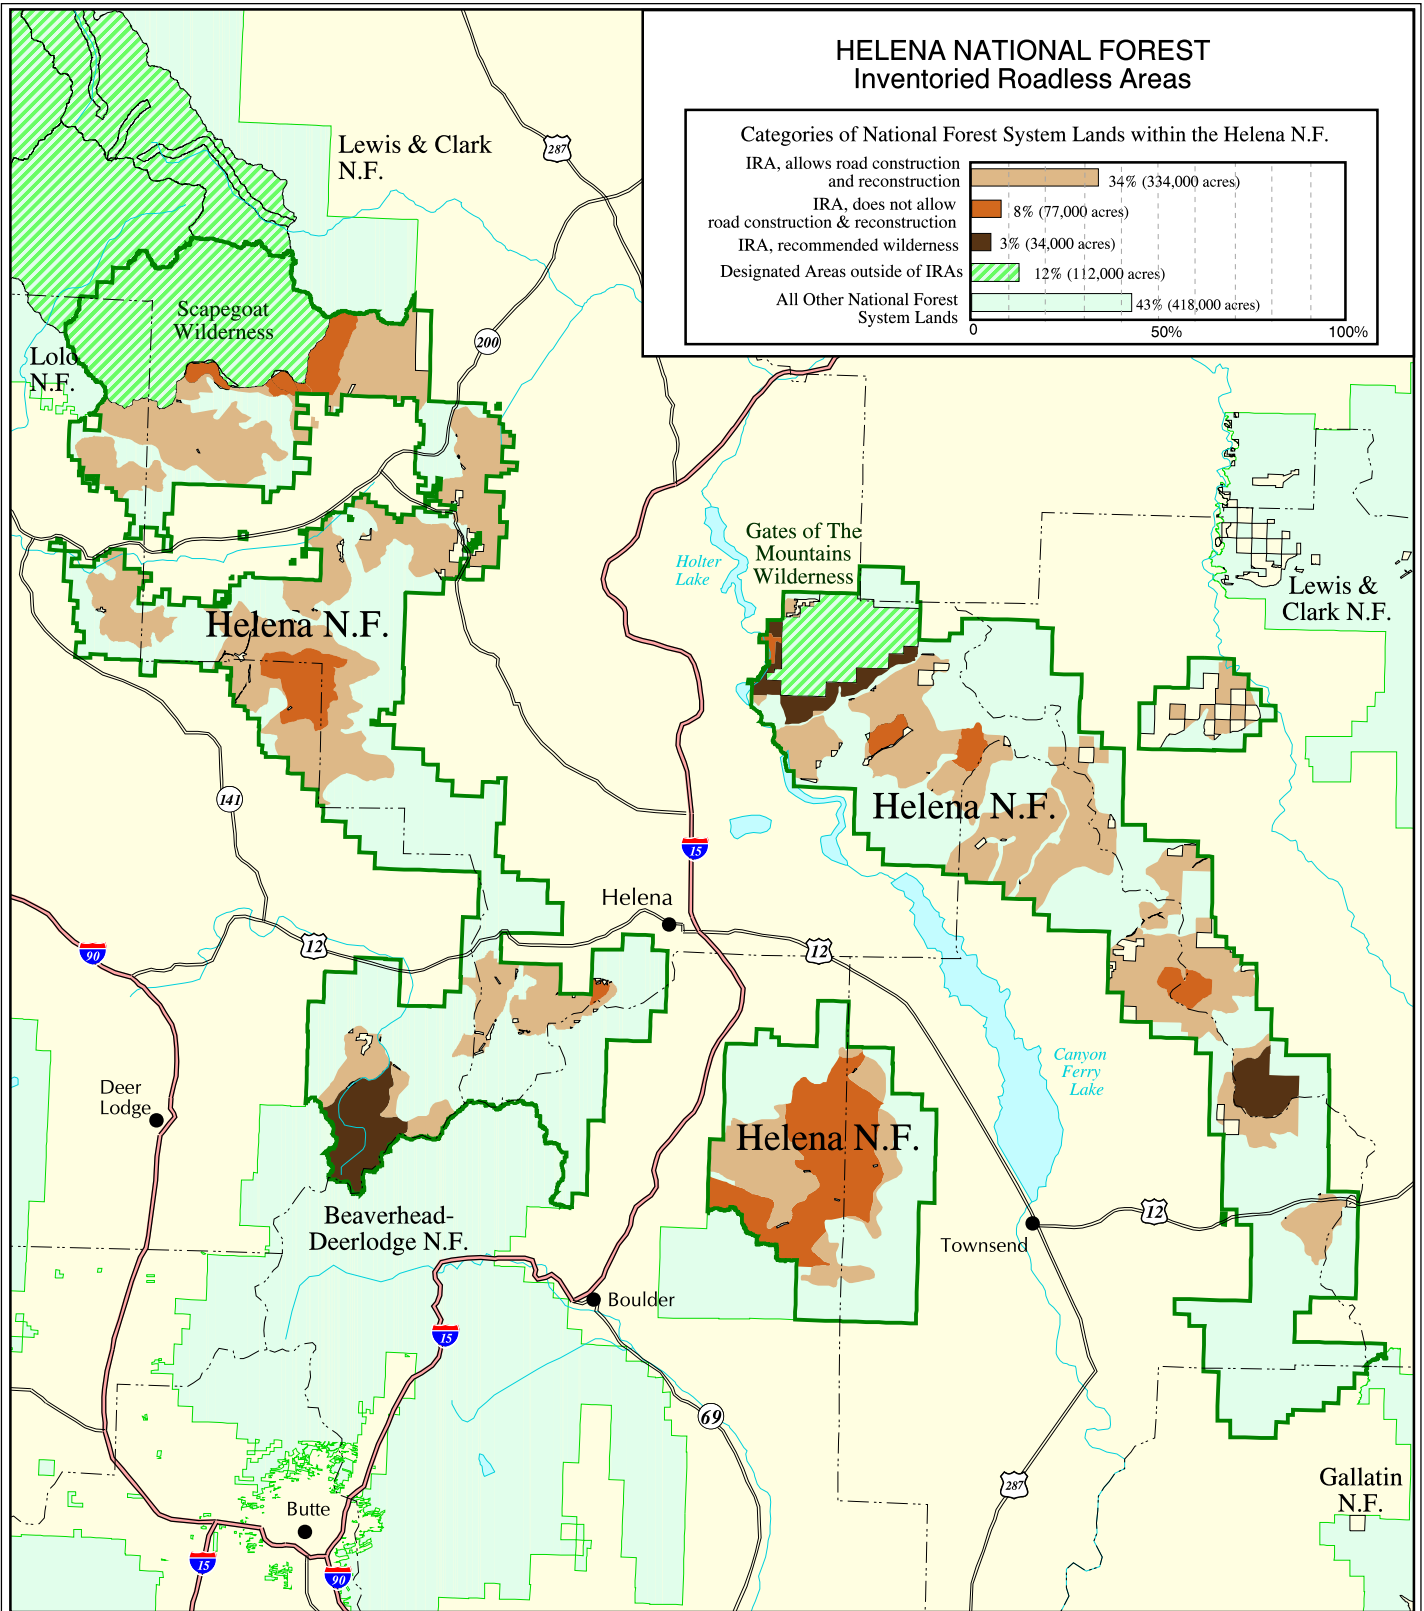 HELENA NATIONAL FOREST
Inventoried Roadless Areas
Categories of National Forest System Lands within the Helena N.F.
IRA, allows road construction
and reconstruction
34% (334,000 acres)
IRA, does not allow
road construction & reconstruction
8% (77,000 acres)
IRA, recommended wilderness
3% (34,000 acres)
Designated Areas outside of IRAs
12% (112,000 acres)
All Other National Forest
System Lands
43% (418,000 acres)
0
50%
100%
Lewis & Clark
N.F.
287
Scapegoat
Wilderness
200
Lolo
N.F.
Gates of The
Mountains
Wilderness
Holter
Lake
Lewis &
Clark N.F.
Helena N.F.
Helena N.F.
141
15
Helena
90
12
12
Canyon
Ferry
Lake
Deer
Lodge
Helena N.F.
Beaverhead-
Deerlodge N.F.
12
Townsend
Boulder
15
69
Gallatin
N.F.
287
Butte
15
90